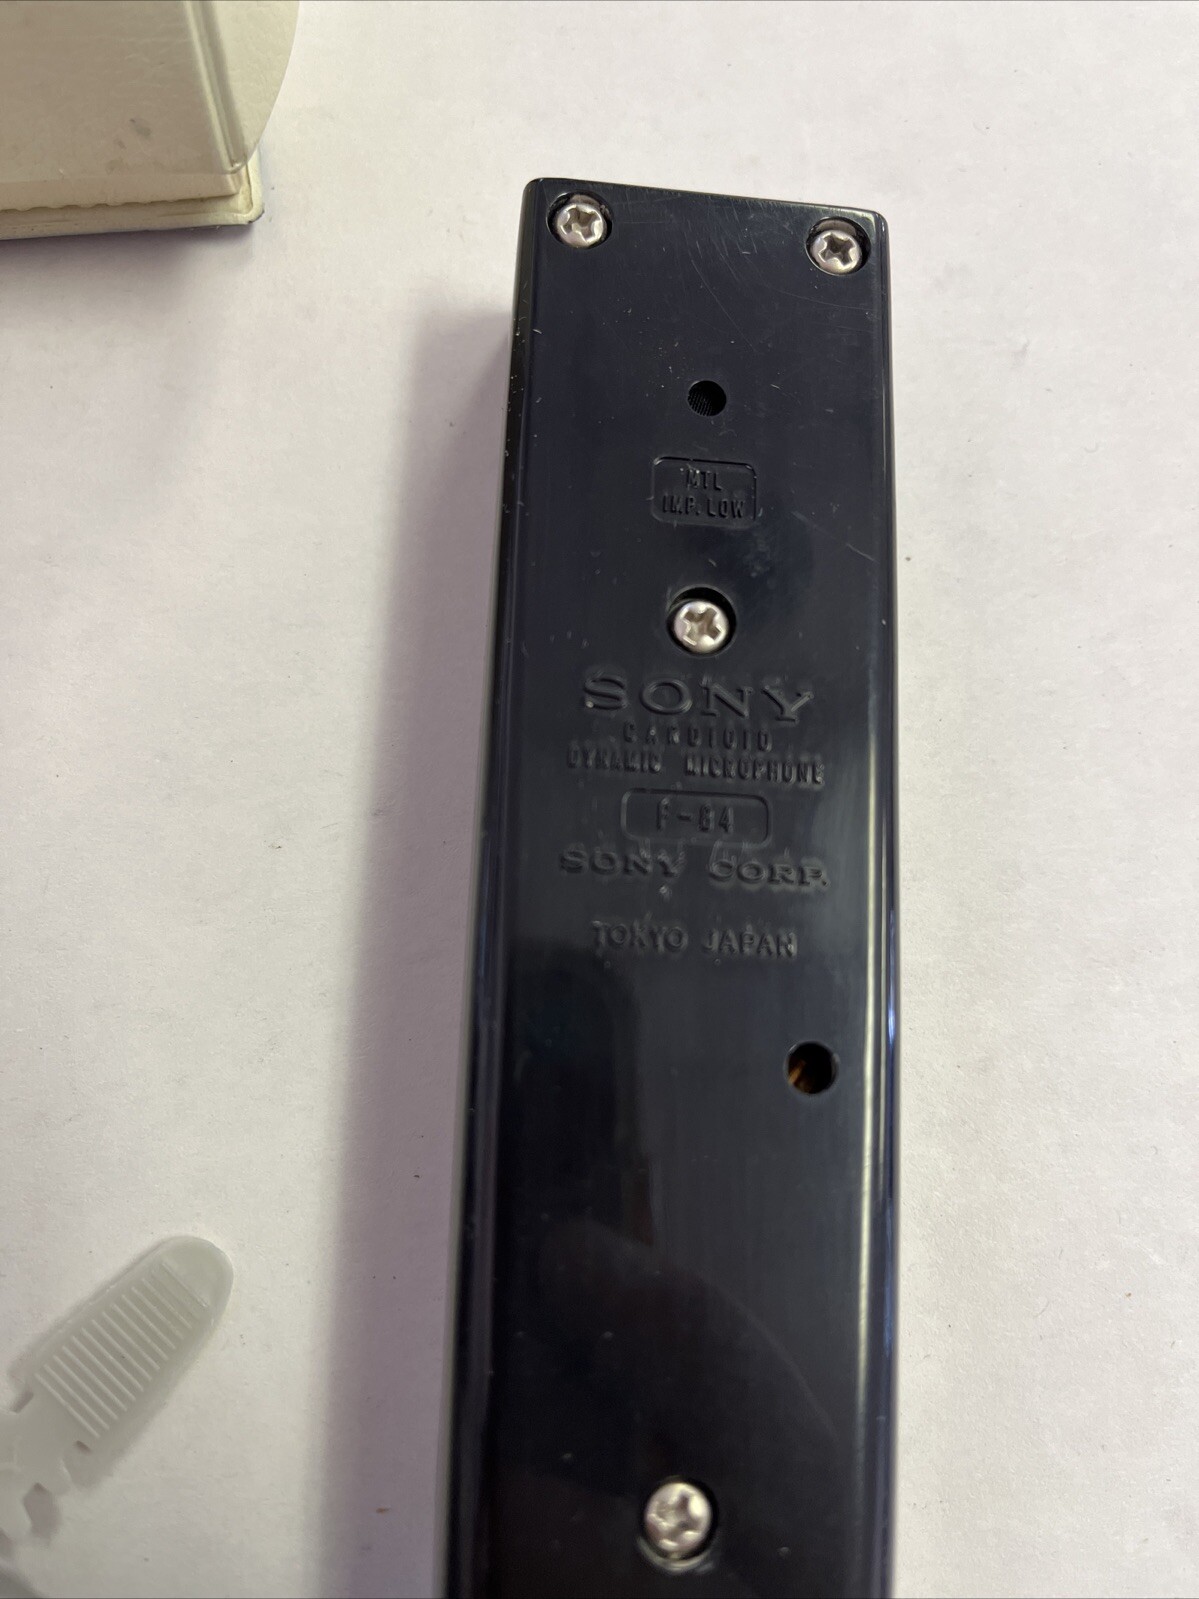 MTL
IMP. LOW
SONY
CARDIOID
DYNAMIC MICROPHONE
F-84
SONY CORP.
TOKYO JAPAN